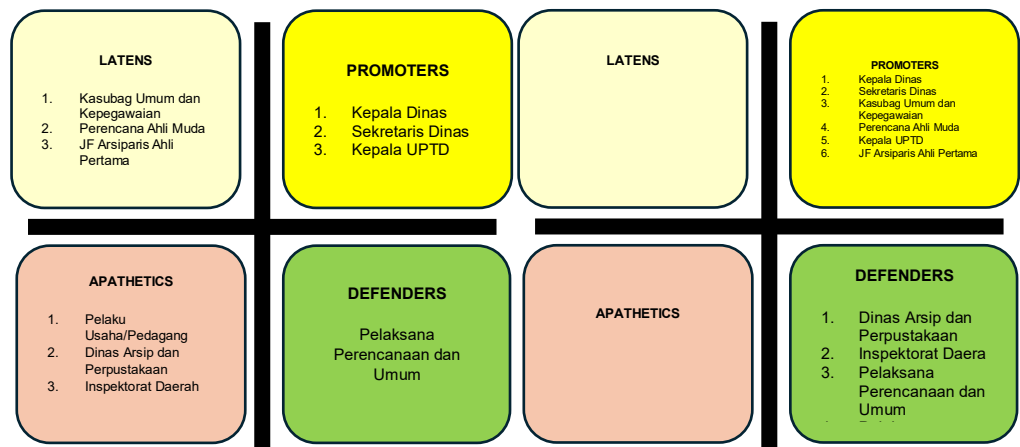 LATENS
1. Kasubag Umum dan
Kepegawaian
2. Perencana Ahli Muda
3. JF Arsiparis Ahli
Pertama
PROMOTERS
1. Kepala Dinas
2. Sekretaris Dinas
3. Kepala UPTD
LATENS
PROMOTERS
1. Kepala Dinas
2. Sekretaris Dinas
3. Kasubag Umum dan
Kepegawaian
4. Perencana Ahli Muda
5. Kepala UPTD
6. JF Arsiparis Ahli Pertama
APATHETICS
1. Pelaku
Usaha/Pedagang
2. Dinas Arsip dan
Perpustakaan
3. Inspektorat Daerah
DEFENDERS
Pelaksana
Perencanaan dan
Umum
APATHETICS
DEFENDERS
1. Dinas Arsip dan
Perpustakaan
2. Inspektorat Daera
3. Pelaksana
Perencanaan dan
Umum